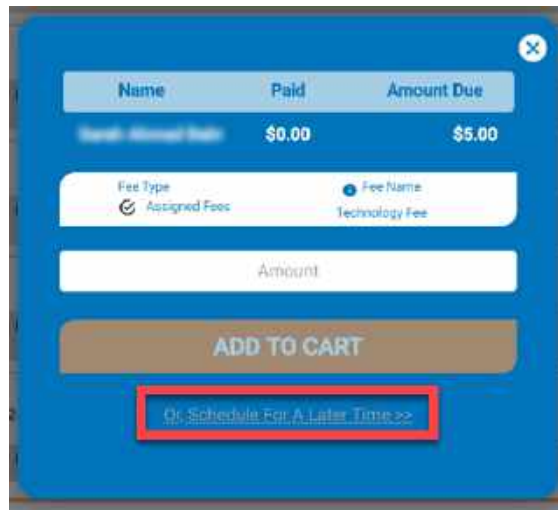 Name Paid Amount Due
$0.00 $5.00
Fee Type Fee Name
Assigned Fees Technology Fee
Amount
ADD TO CART
Or, Schedule For A Later Time >>